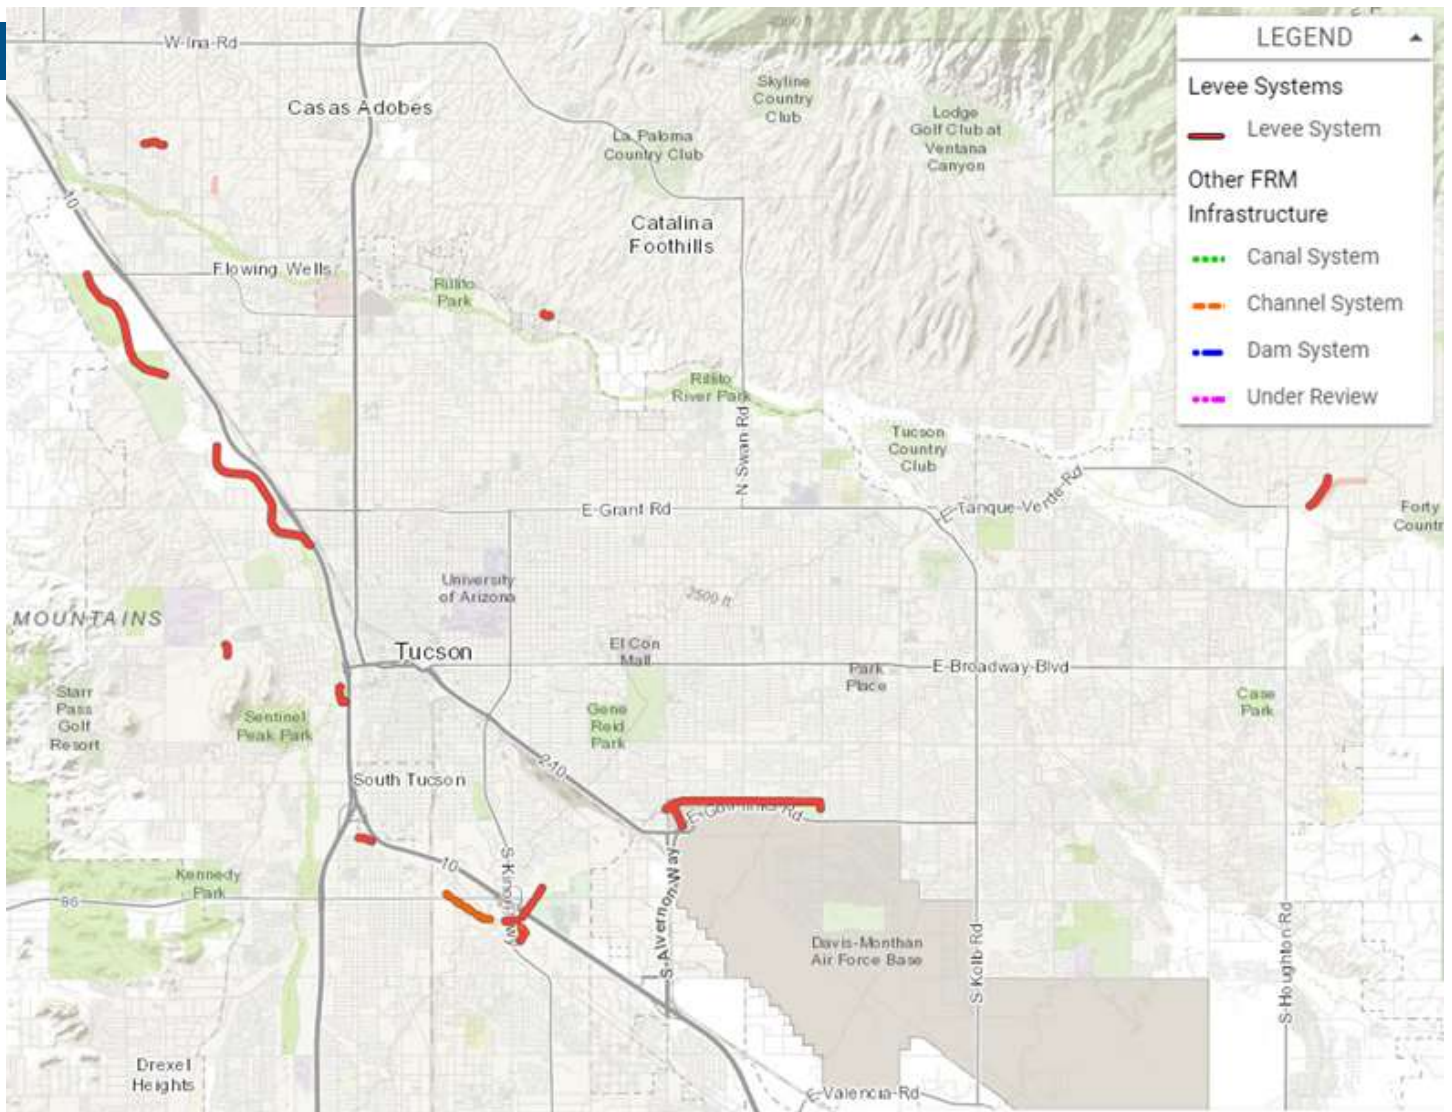 LEGEND
Levee Systems
Levee System
Other FRM
Infrastructure
Canal System
Channel System
Dam System
Under Review
W-Ina-Rd
Casas Adobes
Skyline
Country
Club
Lodge
Golf Club at
Ventana
Canyon
La Paloma
Country Club
10
Catalina
Foothills
Flowing Wells
Rillito
Park
Rillito
River Park
N Swan Rd
Tucson
Country
Club
E-Grant Rd
E-Tanque-Verde-Rd
Forty
Countr
University
of Arizona
2500 ft
MOUNTAINS
Tucson
El Con
Mall
E-Broadway-Blvd
Park
Place
Starr
Pass
Golf
Resort
Sentinel
Peak Park
Gene
Reid
Park
Case
Park
2-10
South Tucson
Rd
10
S-Alvernon-Way
Kennedy
Park
86
Davis-Monthan
Air Force Base
S-Kolb-Rd
S-Houghton-Rd
Drexel
Heights
E-Valencia-Rd